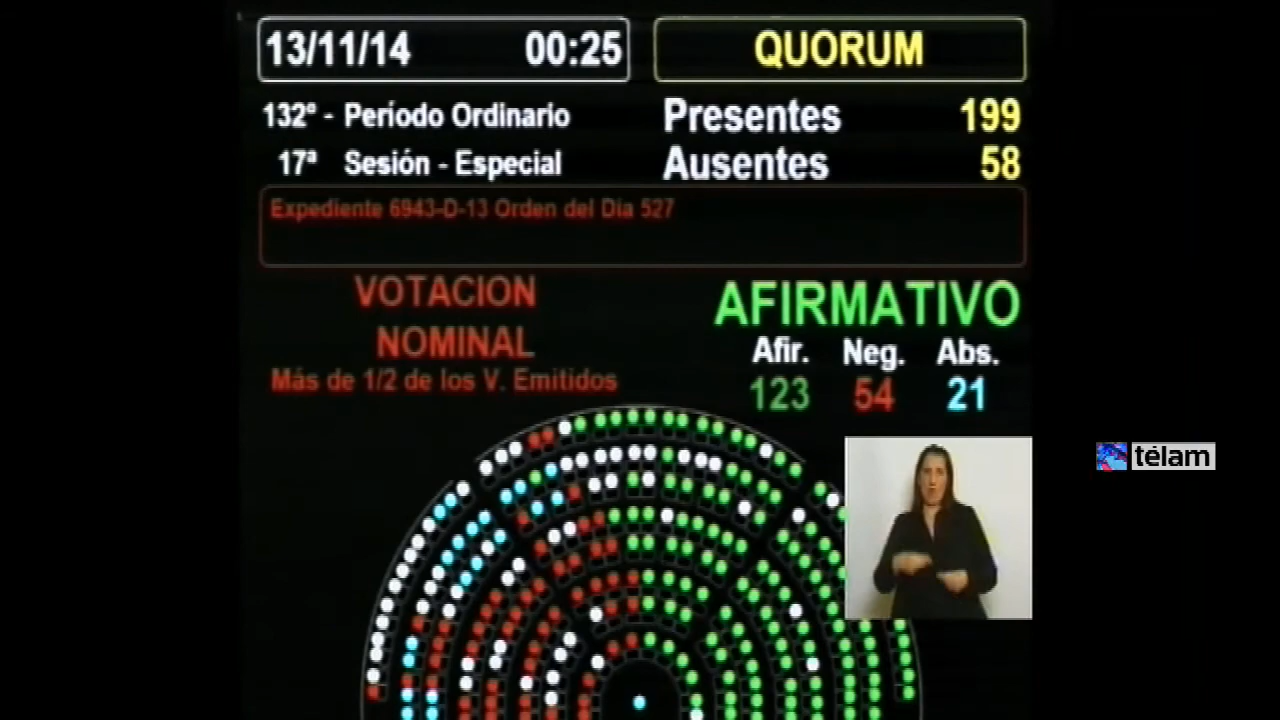 13/11/14 00:25 QUORUM
132º - Período Ordinario Presentes 199
17ª Sesión - Especial Ausentes 58
Expediente 6943-D-13 Orden del Dia 527
VOTACION
NOMINAL
Más de 1/2 de los V. Emitidos
AFIRMATIVO
Afir. Neg. Abs.
123 54 21
télam